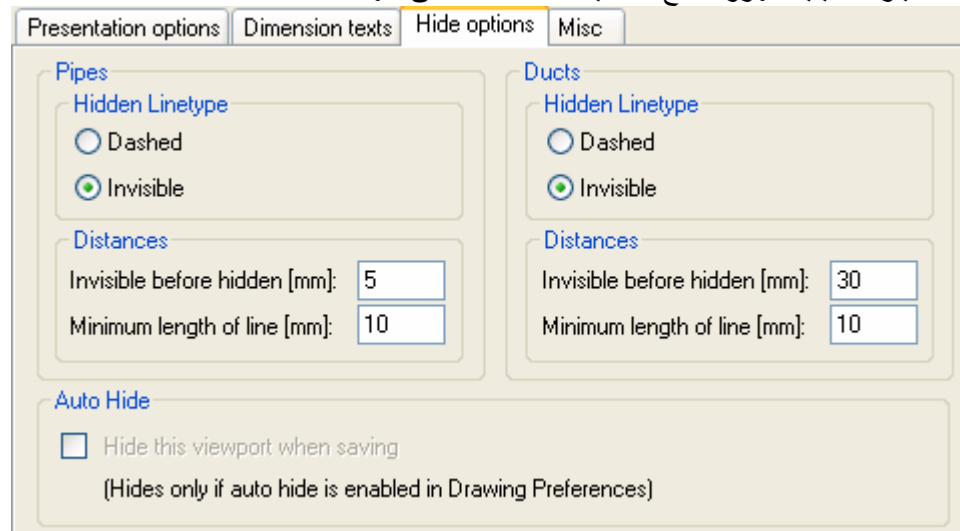 Presentation options Dimension texts Hide options Misc
Pipes
Hidden Linetype
Dashed
Invisible
Distances
Invisible before hidden [mm]: 5
Minimum length of line [mm]: 10
Ducts
Hidden Linetype
Dashed
Invisible
Distances
Invisible before hidden [mm]: 30
Minimum length of line [mm]: 10
Auto Hide
Hide this viewport when saving
(Hides only if auto hide is enabled in Drawing Preferences)